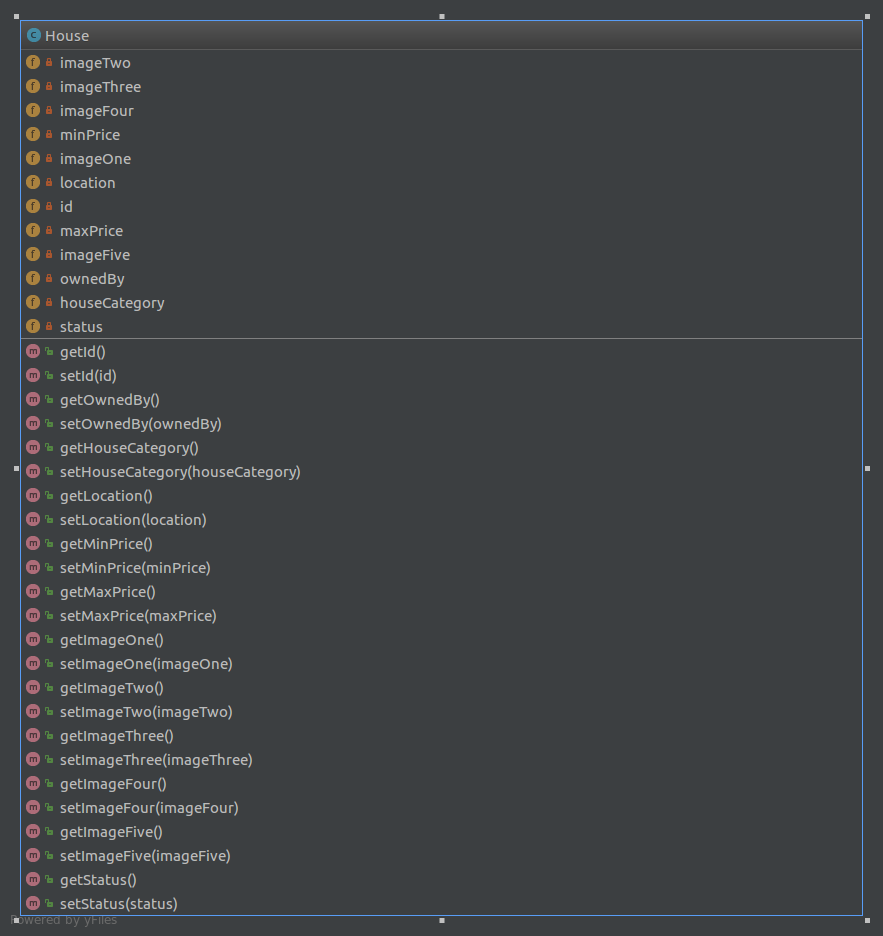 House
imageTwo
imageThree
imageFour
minPrice
imageOne
location
id
maxPrice
imageFive
ownedBy
houseCategory
status
getId()
setId(id)
getOwnedBy()
setOwnedBy(ownedBy)
getHouseCategory()
setHouseCategory(houseCategory)
getLocation()
setLocation(location)
getMinPrice()
setMinPrice(minPrice)
getMaxPrice()
setMaxPrice(maxPrice)
getImageOne()
setImageOne(imageOne)
getImageTwo()
setImageTwo(imageTwo)
getImageThree()
setImageThree(imageThree)
getImageFour()
setImageFour(imageFour)
getImageFive()
setImageFive(imageFive)
getStatus()
setStatus(status)
Powered by yFiles